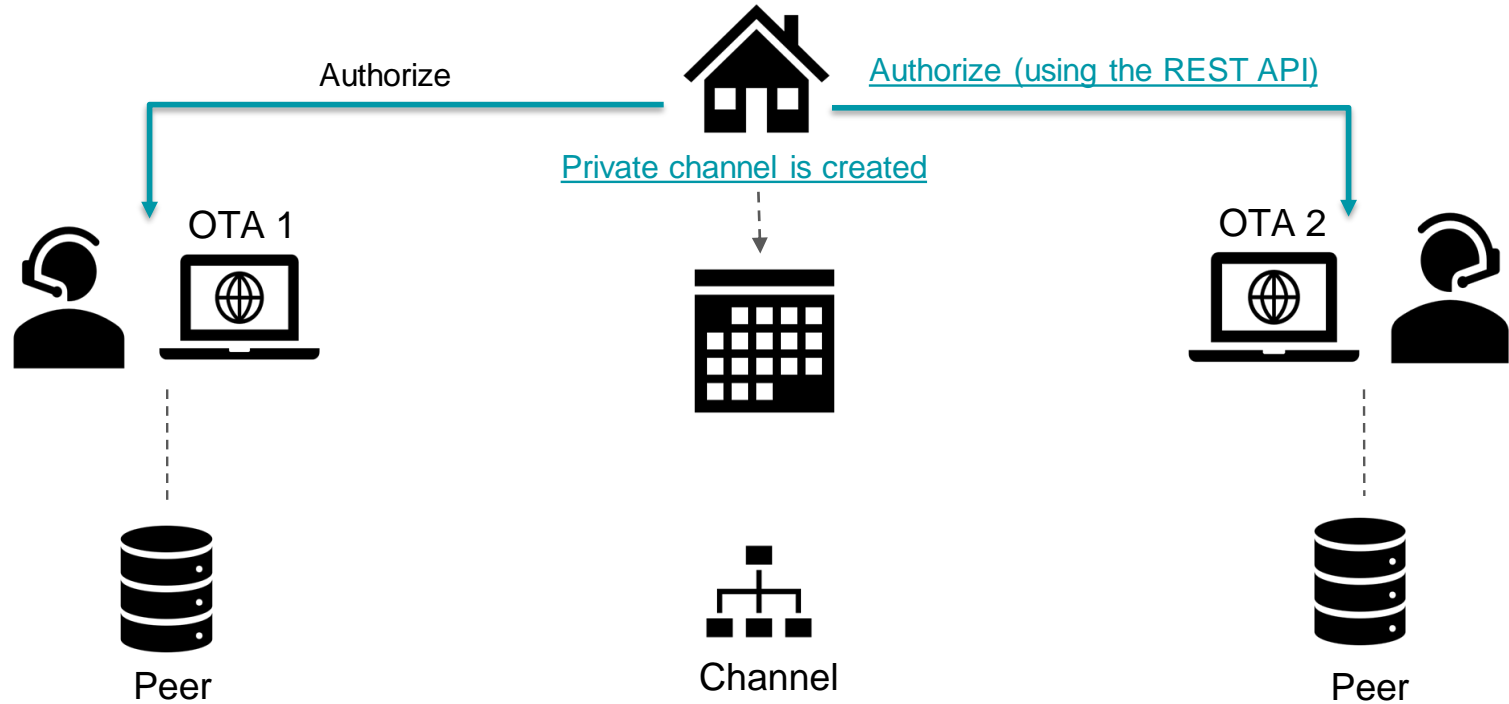 Authorize
Authorize (using the REST API)
Private channel is created
OTA 1
OTA 2
Peer
Channel
Peer